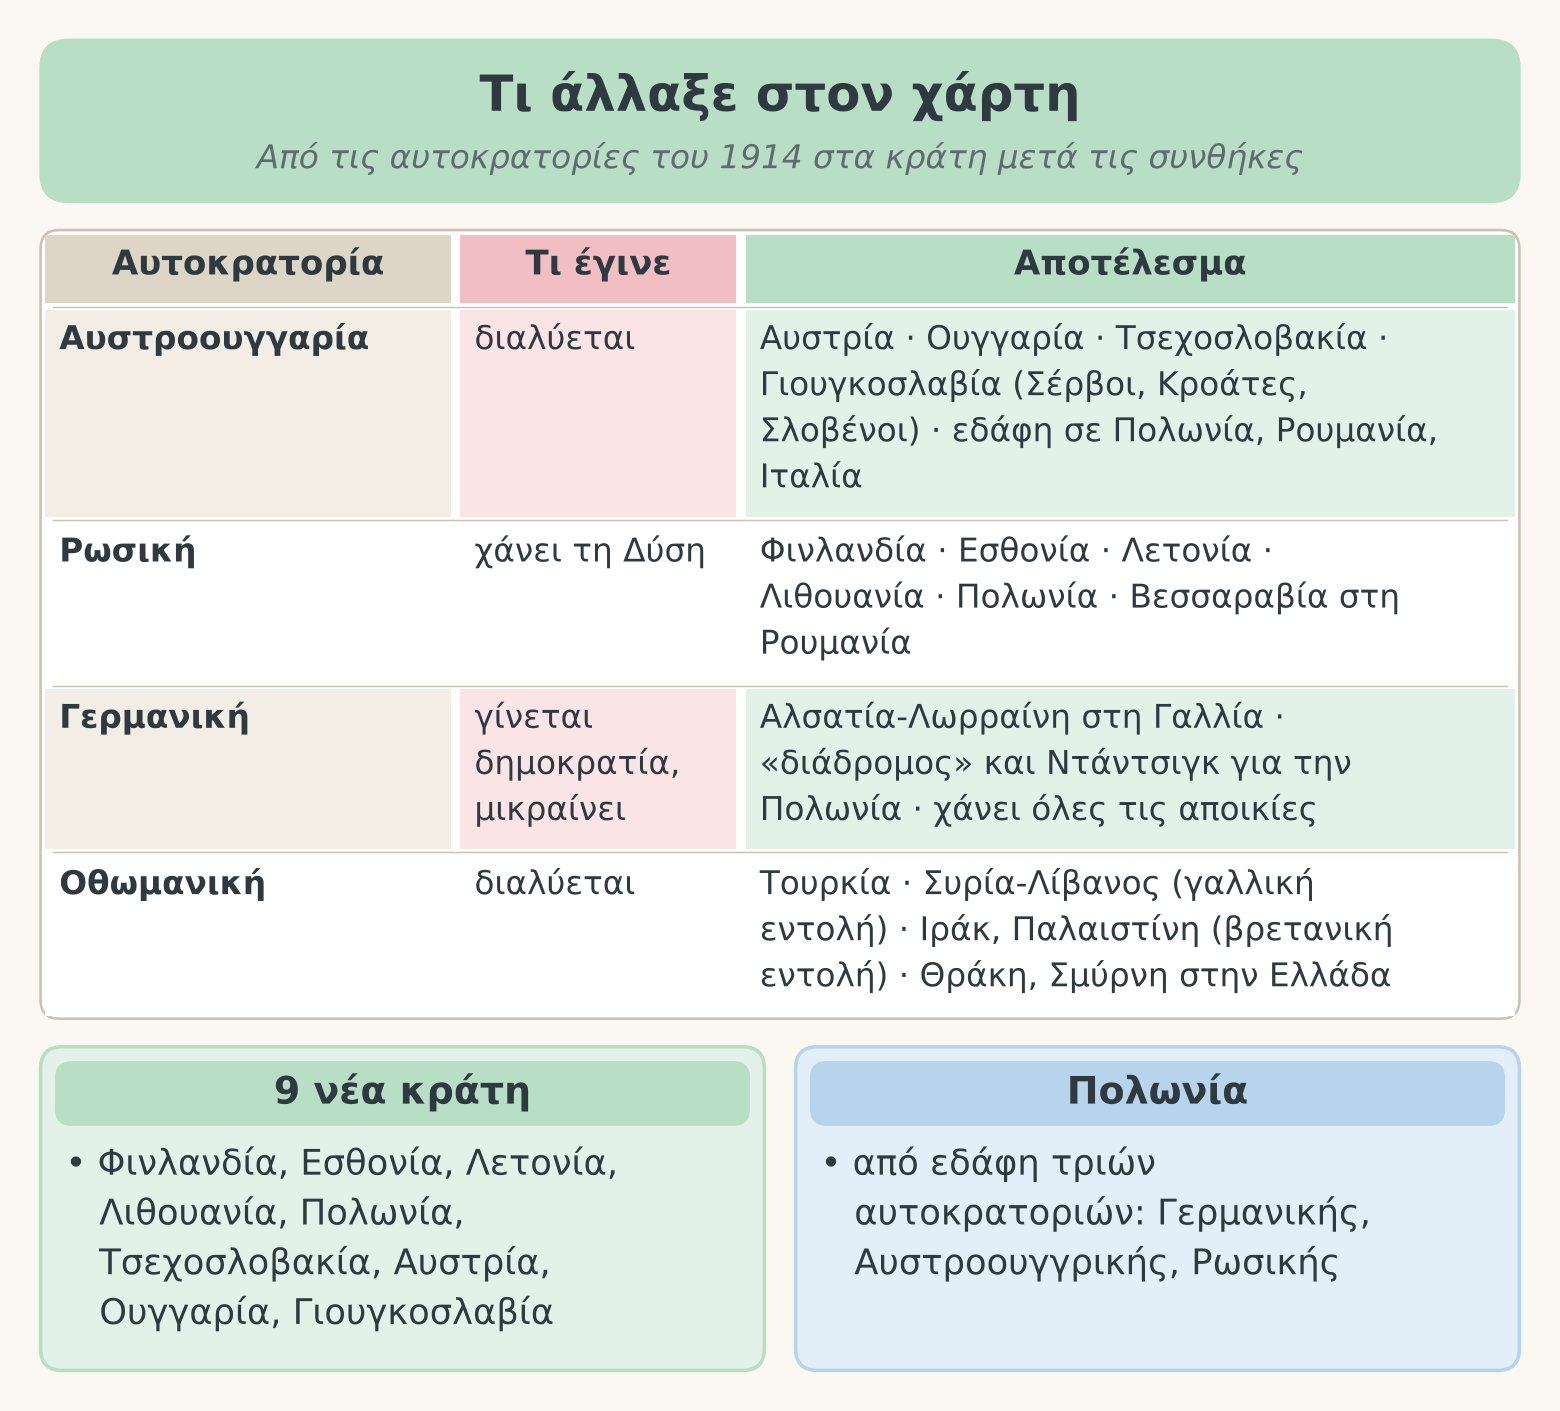 Τι άλλαξε στον χάρτη
Από τις αυτοκρατορίες του 1914 στα κράτη μετά τις συνθήκες
Αυτοκρατορία
Τι έγινε
Αποτέλεσμα
Αυστροουγγαρία
διαλύεται
Αυστρία · Ουγγαρία · Τσεχοσλοβακία ·
Γιουγκοσλαβία (Σέρβοι, Κροάτες,
Σλοβένοι) · εδάφη σε Πολωνία, Ρουμανία,
Ιταλία
Ρωσική
χάνει τη Δύση
Φινλανδία · Εσθονία · Λετονία ·
Λιθουανία · Πολωνία · Βεσσαραβία στη
Ρουμανία
Γερμανική
γίνεται
δημοκρατία,
μικραίνει
Αλσατία-Λωρραίνη στη Γαλλία ·
«διάδρομος» και Ντάντσιγκ για την
Πολωνία · χάνει όλες τις αποικίες
Οθωμανική
διαλύεται
Τουρκία · Συρία-Λίβανος (γαλλική
εντολή) · Ιράκ, Παλαιστίνη (βρετανική
εντολή) · Θράκη, Σμύρνη στην Ελλάδα
9 νέα κράτη
• Φινλανδία, Εσθονία, Λετονία,
Λιθουανία, Πολωνία,
Τσεχοσλοβακία, Αυστρία,
Ουγγαρία, Γιουγκοσλαβία
Πολωνία
• από εδάφη τριών
αυτοκρατοριών: Γερμανικής,
Αυστροουγγρικής, Ρωσικής